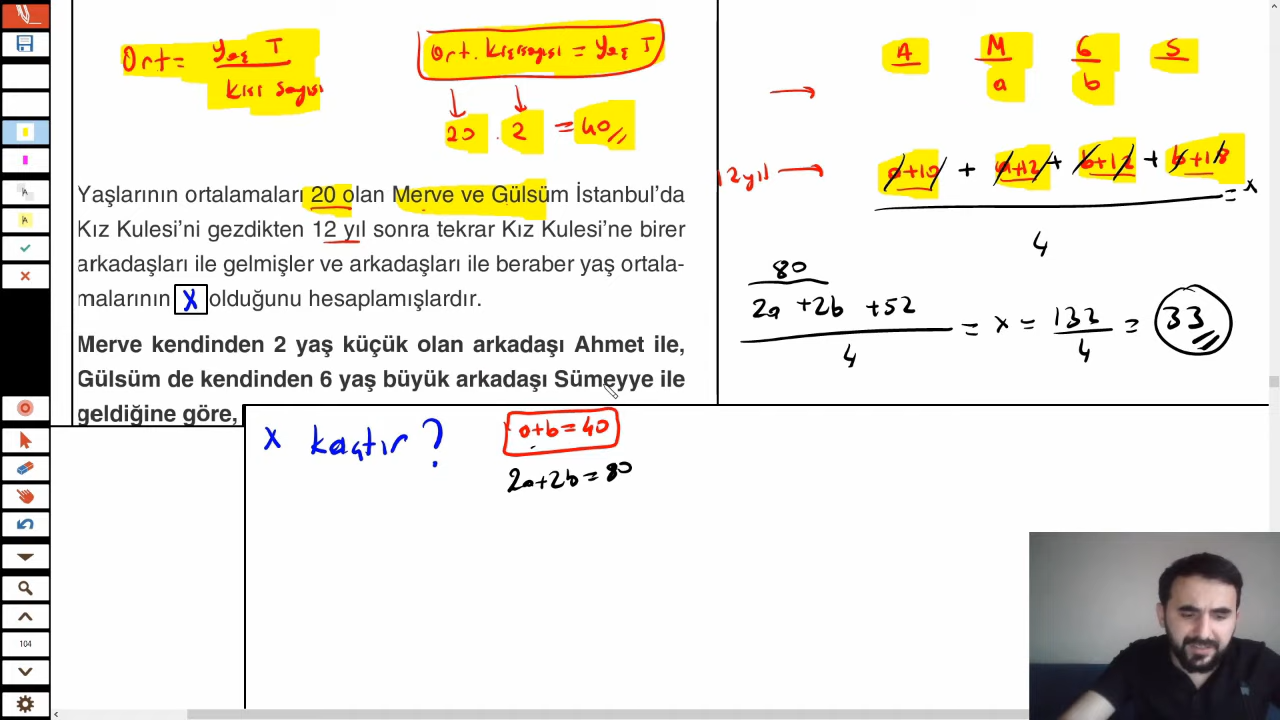 Ort = Yaş T / Kişi sayısı
Ort. Kişi sayısı = Yaş T
20 . 2 = 40
Yaşlarının ortalamaları 20 olan Merve ve Gülsüm İstanbul’da
Kız Kulesi’ni gezdikten 12 yıl sonra tekrar Kız Kulesi’ne birer
arkadaşları ile gelmişler ve arkadaşları ile beraber yaş ortala-
malarının X olduğunu hesaplamışlardır.
Merve kendinden 2 yaş küçük olan arkadaşı Ahmet ile,
Gülsüm de kendinden 6 yaş büyük arkadaşı Sümeyye ile
geldiğine göre,
x kaçtır ?
a+b=40
2a+2b=80
A M G S
a b
12yıl → a+10 + a+12 + b+12 + b+18 = x
4
80
2a +2b +52 = x = 132 / 4 = 33
4
104